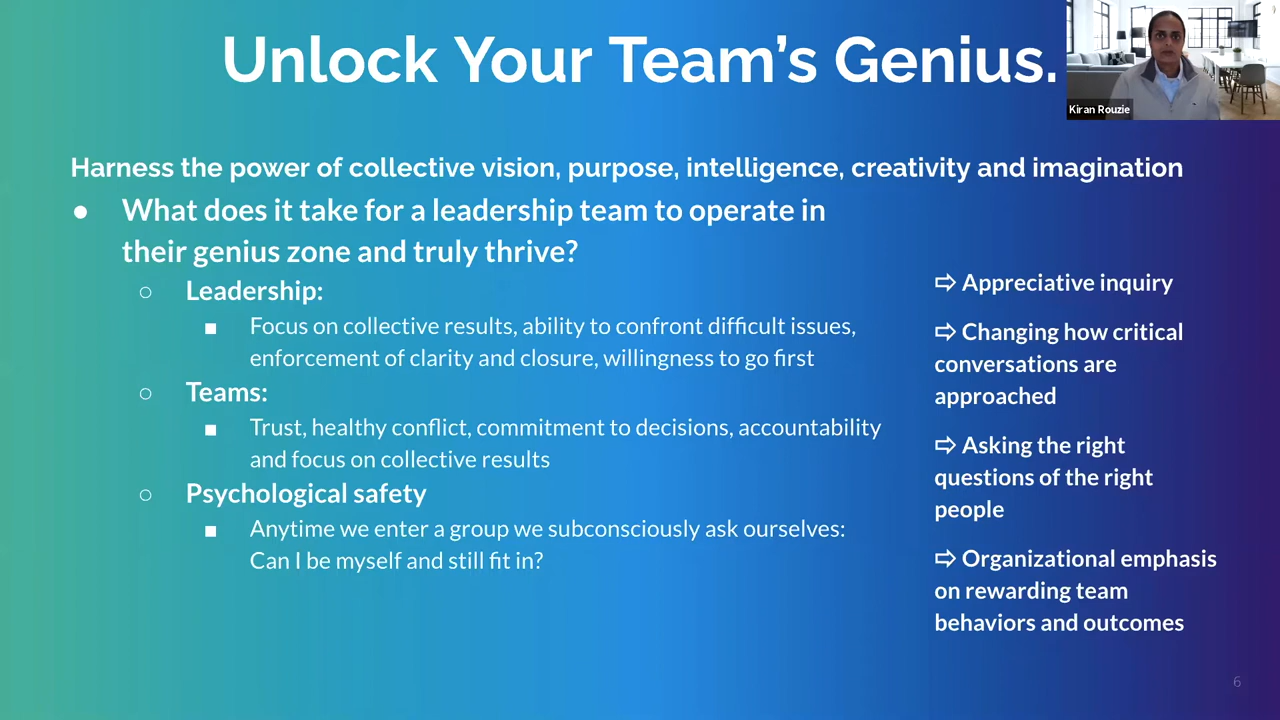 Unlock Your Team's Genius.
Kiran Rouzie
Harness the power of collective vision, purpose, intelligence, creativity and imagination
● What does it take for a leadership team to operate in
their genius zone and truly thrive?
○ Leadership:
■ Focus on collective results, ability to confront difficult issues,
enforcement of clarity and closure, willingness to go first
○ Teams:
■ Trust, healthy conflict, commitment to decisions, accountability
and focus on collective results
○ Psychological safety
■ Anytime we enter a group we subconsciously ask ourselves:
Can I be myself and still fit in?
⇨ Appreciative inquiry
⇨ Changing how critical
conversations are
approached
⇨ Asking the right
questions of the right
people
⇨ Organizational emphasis
on rewarding team
behaviors and outcomes
6